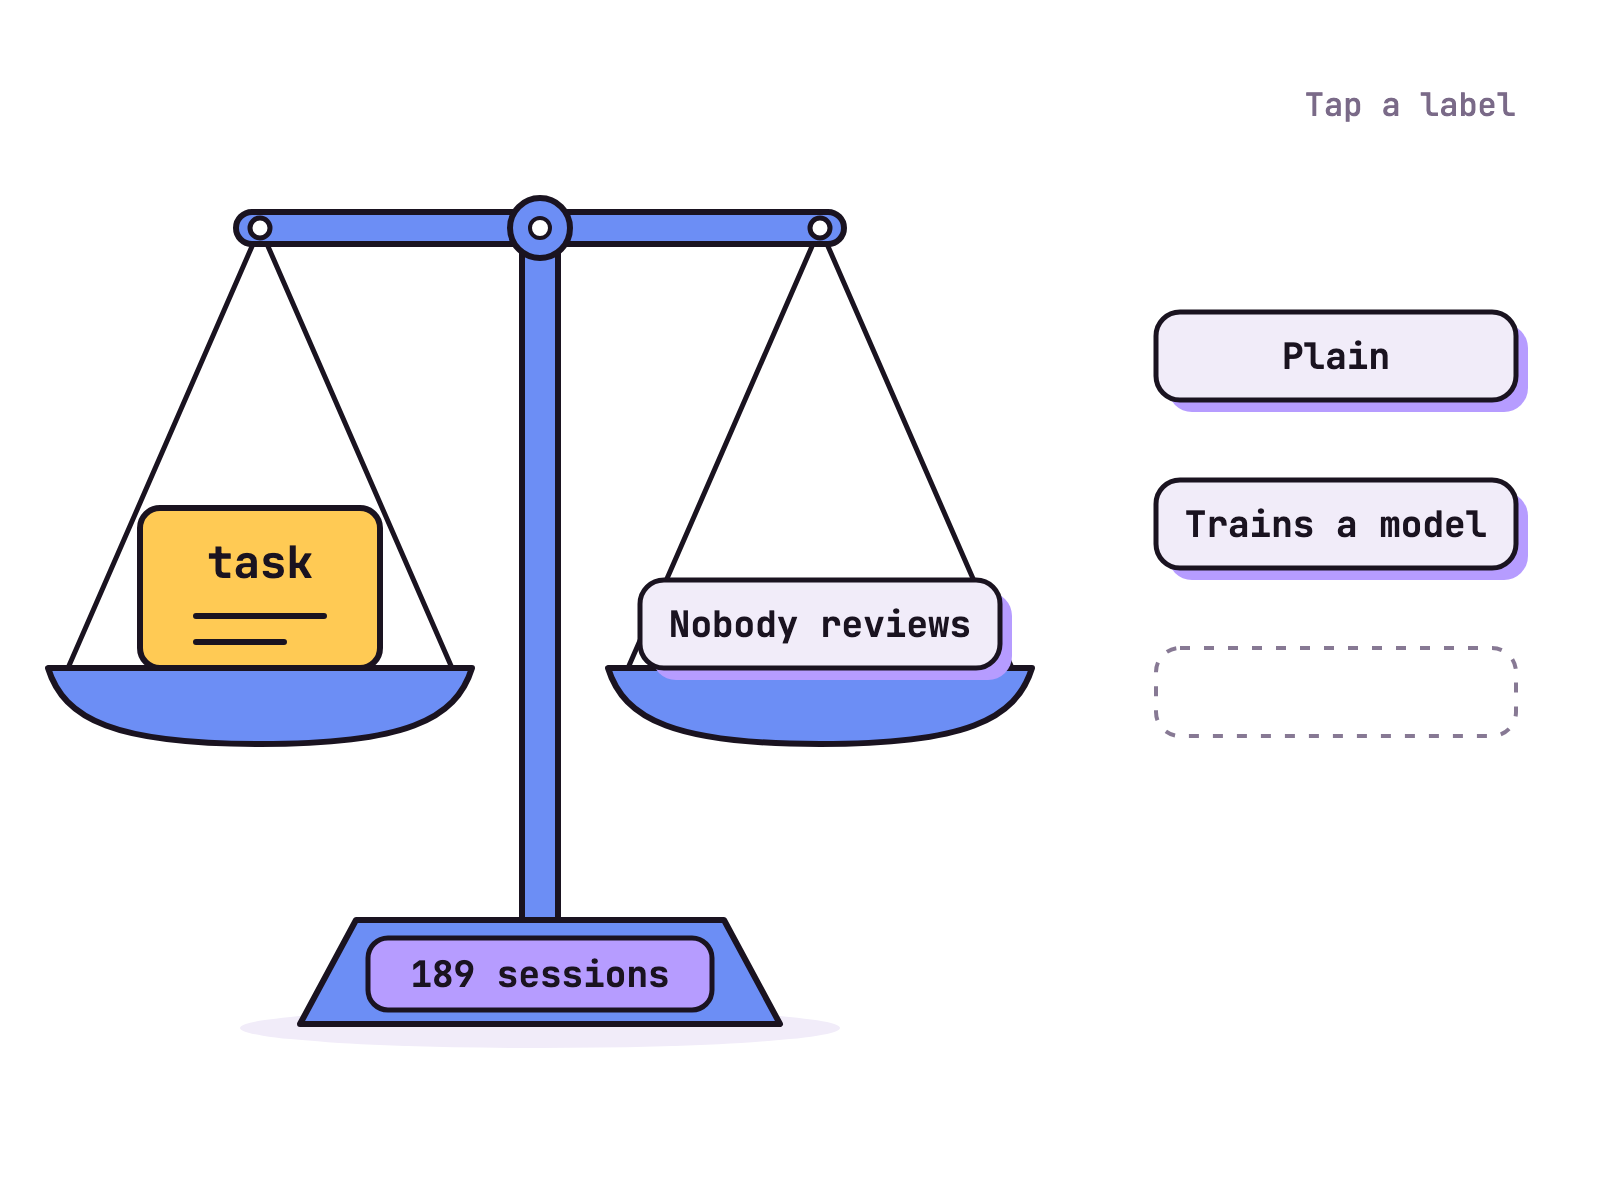 Tap a label
Plain
Trains a model
task
Nobody reviews
189 sessions